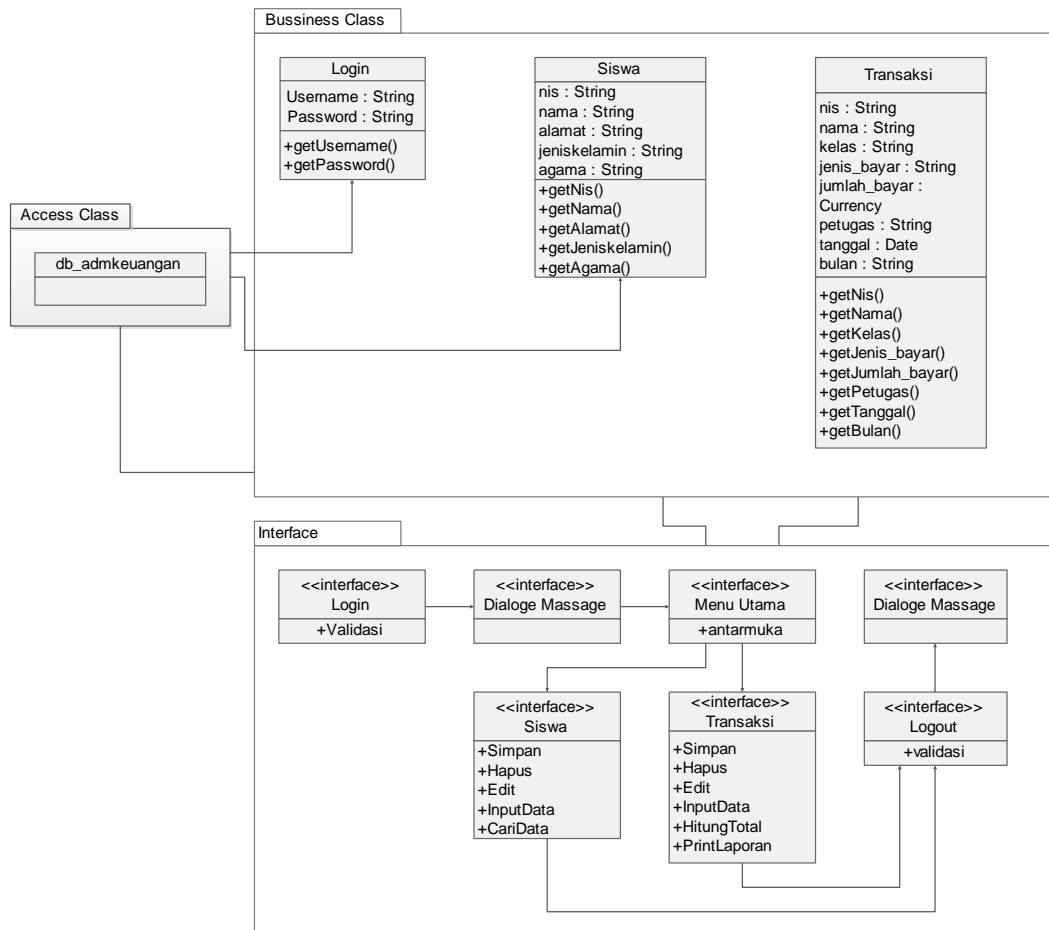 Bussiness Class
Login
Username : String
Password : String
+getUsername()
+getPassword()
Siswa
nis : String
nama : String
alamat : String
jeniskelamin : String
agama : String
+getNis()
+getNama()
+getAlamat()
+getJeniskelamin()
+getAgama()
Transaksi
nis : String
nama : String
kelas : String
jenis_bayar : String
jumlah_bayar :
Currency
petugas : String
tanggal : Date
bulan : String
+getNis()
+getNama()
+getKelas()
+getJenis_bayar()
+getJumlah_bayar()
+getPetugas()
+getTanggal()
+getBulan()
Access Class
db_admkeuangan
Interface
<<interface>>
Login
+Validasi
<<interface>>
Dialoge Massage
<<interface>>
Menu Utama
+antarmuka
<<interface>>
Dialoge Massage
<<interface>>
Siswa
+Simpan
+Hapus
+Edit
+InputData
+CariData
<<interface>>
Transaksi
+Simpan
+Hapus
+Edit
+InputData
+HitungTotal
+PrintLaporan
<<interface>>
Logout
+validasi